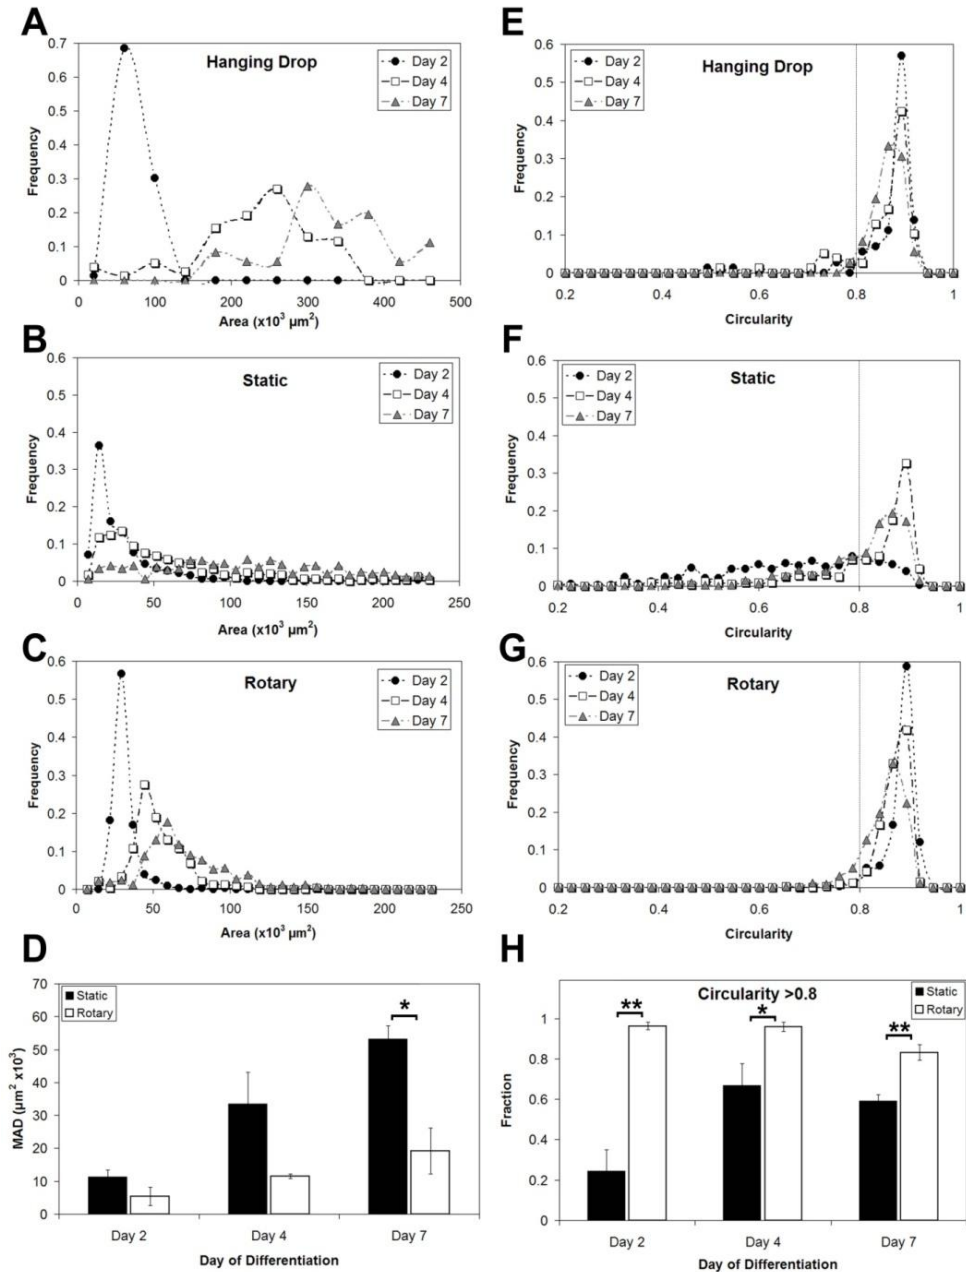 A
Hanging Drop
Day 2
Day 4
Day 7
Frequency
0.7
0.6
0.5
0.4
0.3
0.2
0.1
0
0 100 200 300 400 500
Area (x10³ µm²)
B
Static
Day 2
Day 4
Day 7
Frequency
0.6
0.5
0.4
0.3
0.2
0.1
0
0 50 100 150 200 250
Area (x10³ µm²)
C
Rotary
Day 2
Day 4
Day 7
Frequency
0.6
0.5
0.4
0.3
0.2
0.1
0
0 50 100 150 200 250
Area (x10³ µm²)
D
Static
Rotary
*
MAD (µm² x10³)
70
60
50
40
30
20
10
0
Day 2 Day 4 Day 7
Day of Differentiation
E
Hanging Drop
Day 2
Day 4
Day 7
Frequency
0.6
0.5
0.4
0.3
0.2
0.1
0
0.2 0.4 0.6 0.8 1
Circularity
F
Static
Day 2
Day 4
Day 7
Frequency
0.6
0.5
0.4
0.3
0.2
0.1
0
0.2 0.4 0.6 0.8 1
Circularity
G
Rotary
Day 2
Day 4
Day 7
Frequency
0.6
0.5
0.4
0.3
0.2
0.1
0
0.2 0.4 0.6 0.8 1
Circularity
H
Circularity >0.8
Static
Rotary
** * **
Fraction
1
0.8
0.6
0.4
0.2
0
Day 2 Day 4 Day 7
Day of Differentiation